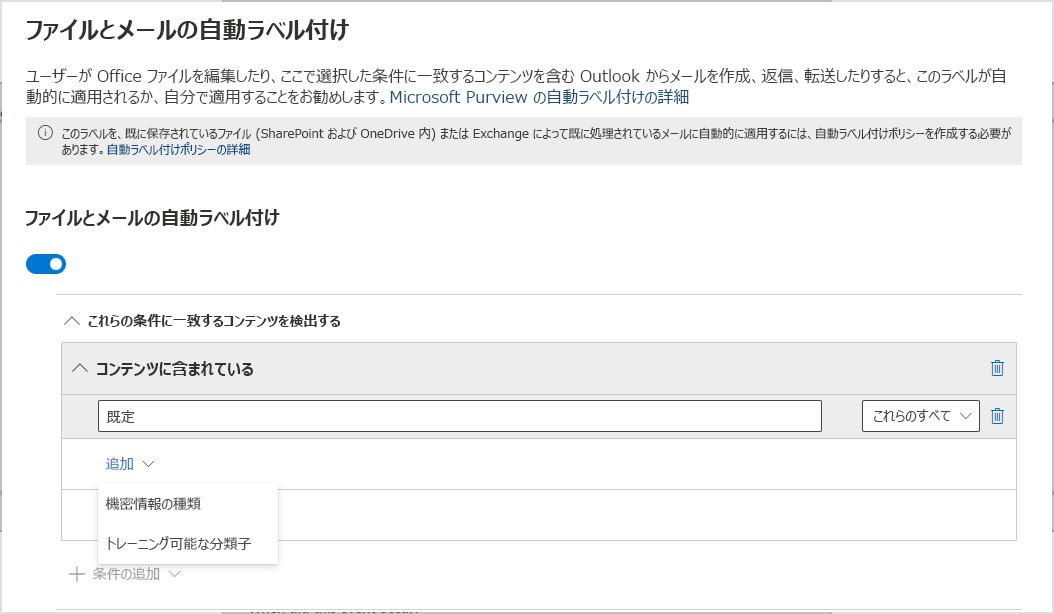 ファイルとメールの自動ラベル付け
ユーザーが Office ファイルを編集したり、ここで選択した条件に一致するコンテンツを含む Outlook からメールを作成、返信、転送したりすると、このラベルが自
動的に適用されるか、自分で適用することをお勧めします。Microsoft Purview の自動ラベル付けの詳細
このラベルを、既に保存されているファイル (SharePoint および OneDrive 内) または Exchange によって既に処理されているメールに自動的に適用するには、自動ラベル付けポリシーを作成する必要が
あります。自動ラベル付けポリシーの詳細
ファイルとメールの自動ラベル付け
これらの条件に一致するコンテンツを検出する
コンテンツに含まれている
既定 これらのすべて
追加
機密情報の種類
トレーニング可能な分類子
条件の追加